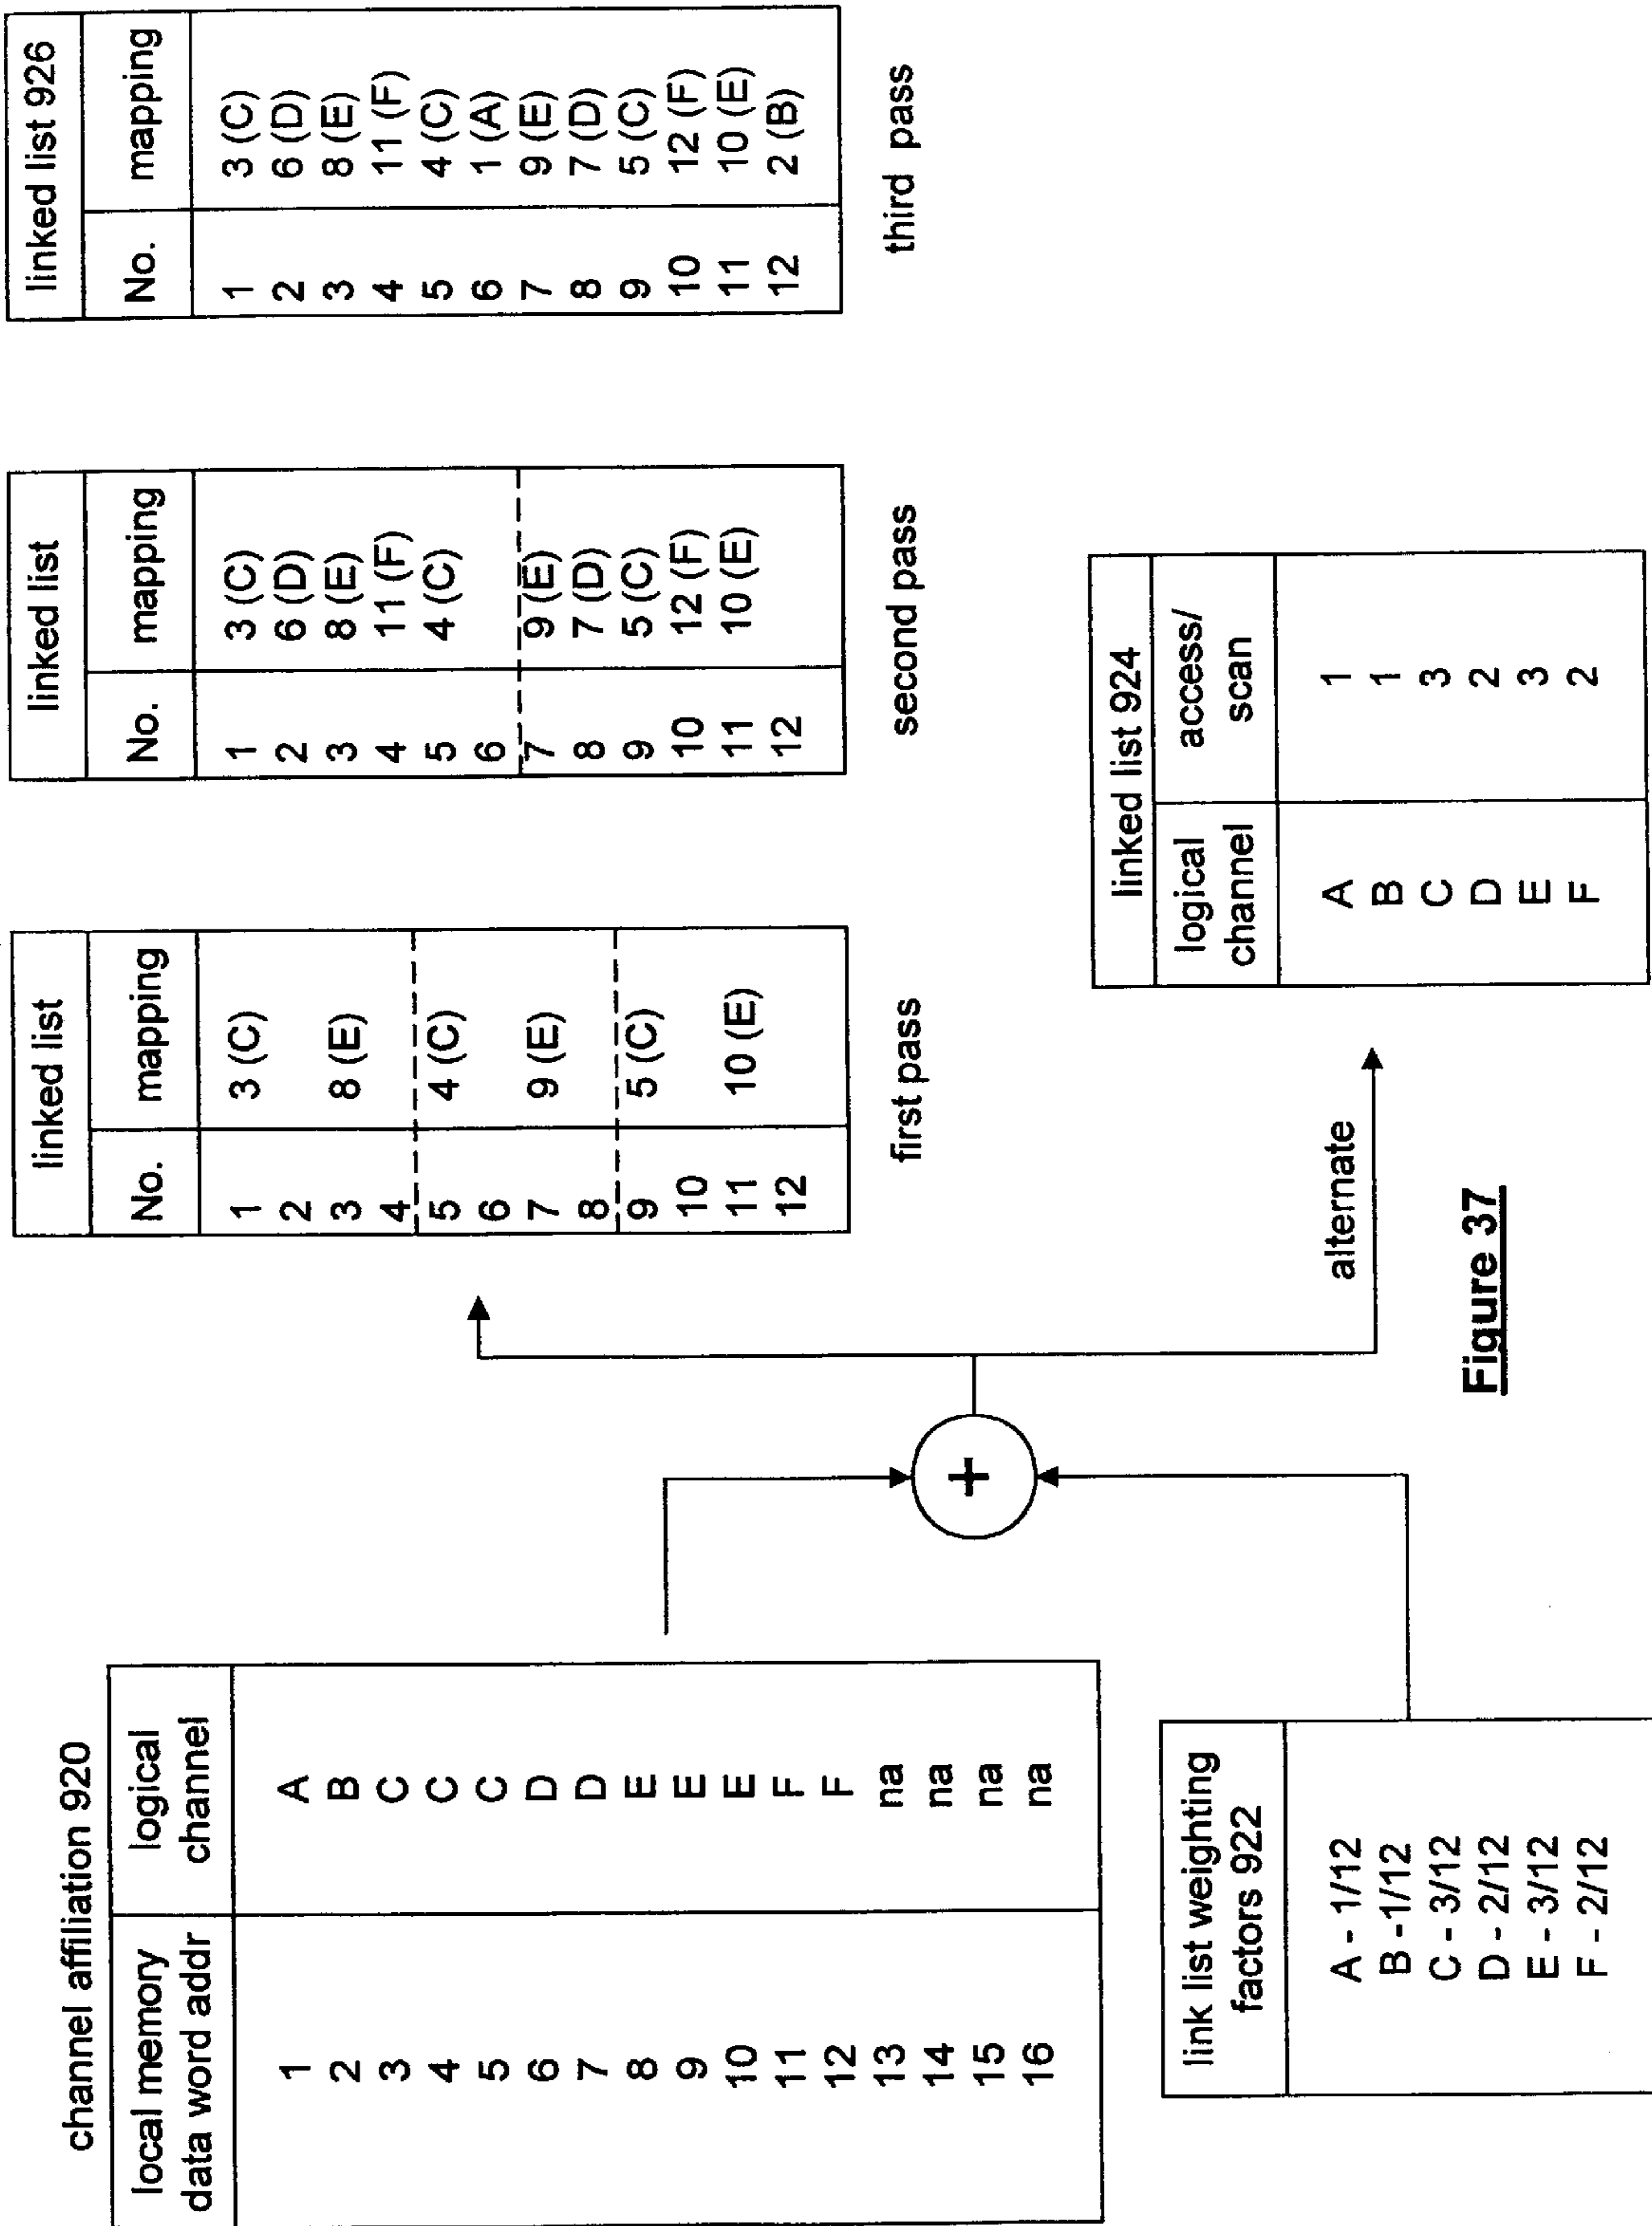 channel affiliation 920
local memory data word addr | logical channel
1 A
2 B
3 C
4 C
5 C
6 D
7 D
8 E
9 E
10 E
11 F
12 F
13 na
14 na
15 na
16 na
link list weighting
factors 922
A - 1/12
B -1/12
C - 3/12
D - 2/12
E - 3/12
F - 2/12
+
linked list
No. mapping
1 3 (C)
2
3 8 (E)
4
5 4 (C)
6
7 9 (E)
8
9 5 (C)
10
11 10 (E)
12
first pass
linked list
No. mapping
1 3 (C)
2 6 (D)
3 8 (E)
4 11 (F)
5 4 (C)
6
7 9 (E)
8 7 (D)
9 5 (C)
10 12 (F)
11 10 (E)
12
second pass
linked list 926
No. mapping
1 3 (C)
2 6 (D)
3 8 (E)
4 11 (F)
5 4 (C)
6 1 (A)
7 9 (E)
8 7 (D)
9 5 (C)
10 12 (F)
11 10 (E)
12 2 (B)
third pass
alternate
linked list 924
logical channel | access/ scan
A 1
B 1
C 3
D 2
E 3
F 2
Figure 37